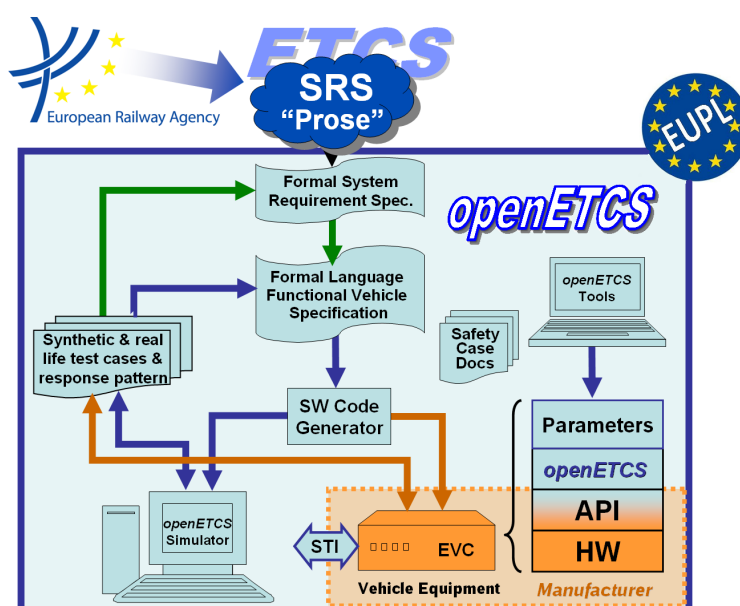 ETCS
SRS
“Prose”
European Railway Agency
EUPL
Formal System
Requirement Spec.
openETCS
Formal Language
Functional Vehicle
Specification
openETCS
Tools
Synthetic & real
life test cases &
response pattern
Safety
Case
Docs
SW Code
Generator
Parameters
openETCS
API
HW
openETCS
Simulator
STI
EVC
Vehicle Equipment
Manufacturer